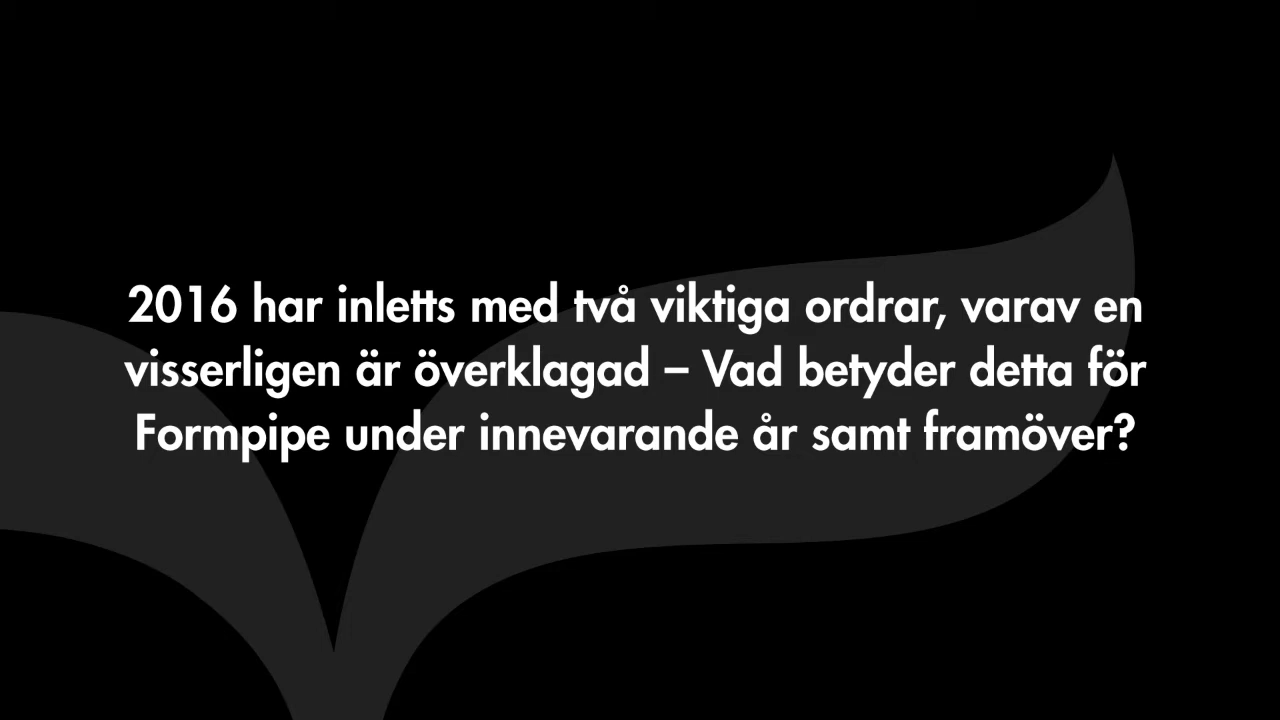 2016 har inletts med två viktiga ordrar, varav en
visserligen är överklagad – Vad betyder detta för
Formpipe under innevarande år samt framöver?